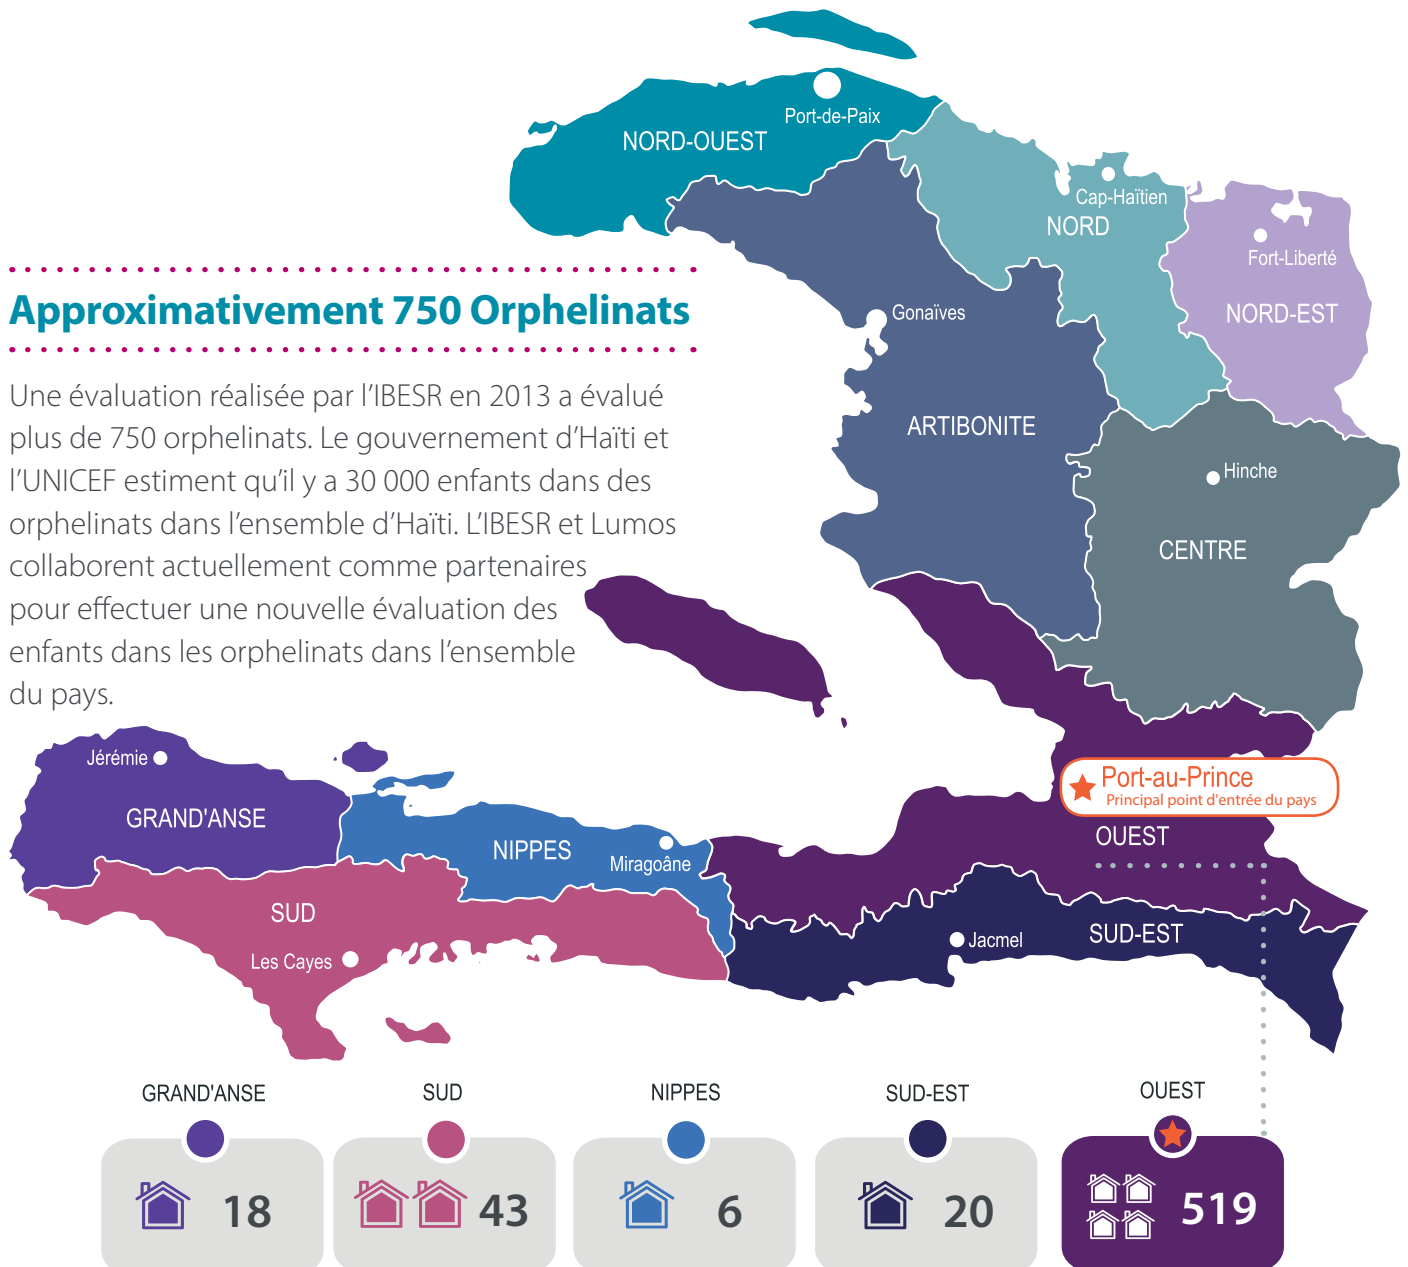 Port-de-Paix
NORD-OUEST
Cap-Haïtien
NORD
Fort-Liberté
NORD-EST
Approximativement 750 Orphelinats
Gonaïves
Une évaluation réalisée par l'IBESR en 2013 a évalué
plus de 750 orphelinats. Le gouvernement d'Haïti et
l'UNICEF estiment qu'il y a 30 000 enfants dans des
orphelinats dans l'ensemble d'Haïti. L'IBESR et Lumos
collaborent actuellement comme partenaires
pour effectuer une nouvelle évaluation des
enfants dans les orphelinats dans l'ensemble
du pays.
ARTIBONITE
Hinche
CENTRE
Jérémie
GRAND'ANSE
Port-au-Prince
Principal point d'entrée du pays
OUEST
NIPPES
Miragoâne
SUD
Les Cayes
Jacmel
SUD-EST
GRAND'ANSE
18
SUD
43
NIPPES
6
SUD-EST
20
OUEST
519